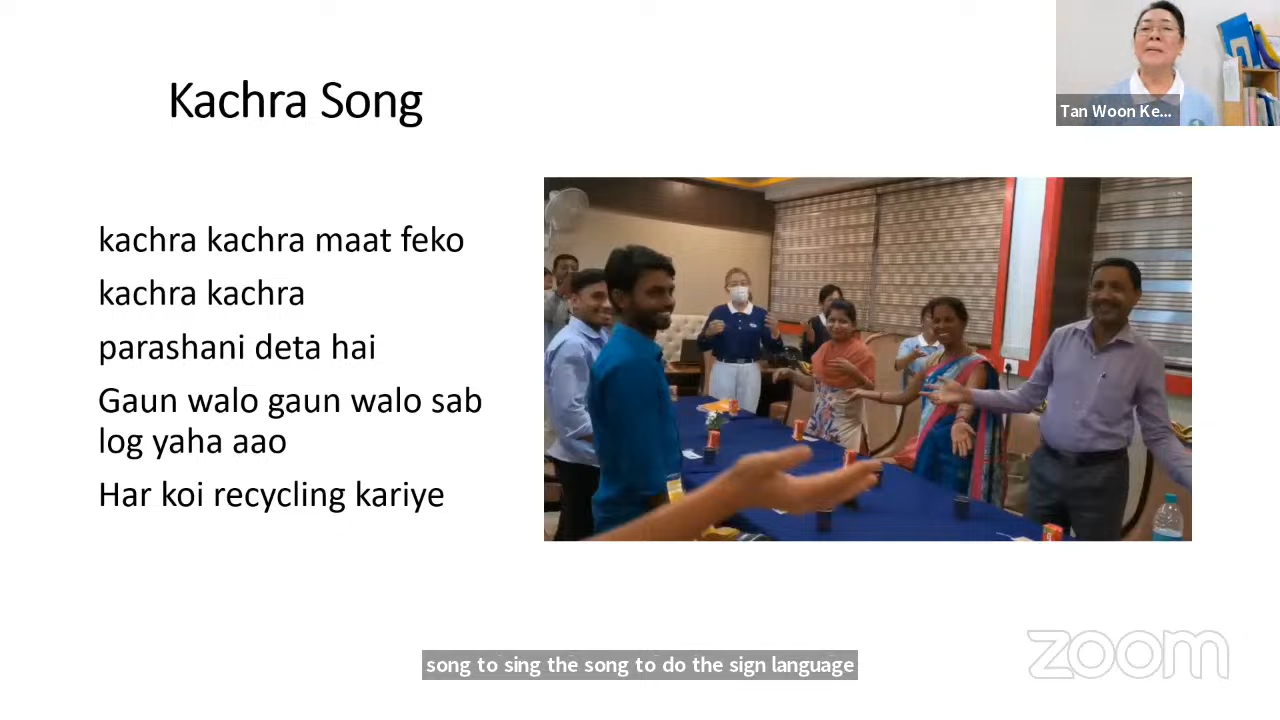 Kachra Song
Tan Woon Ke...
kachra kachra maat feko
kachra kachra
parashani deta hai
Gaun walo gaun walo sab
log yaha aao
Har koi recycling kariye
song to sing the song to do the sign language
zoom